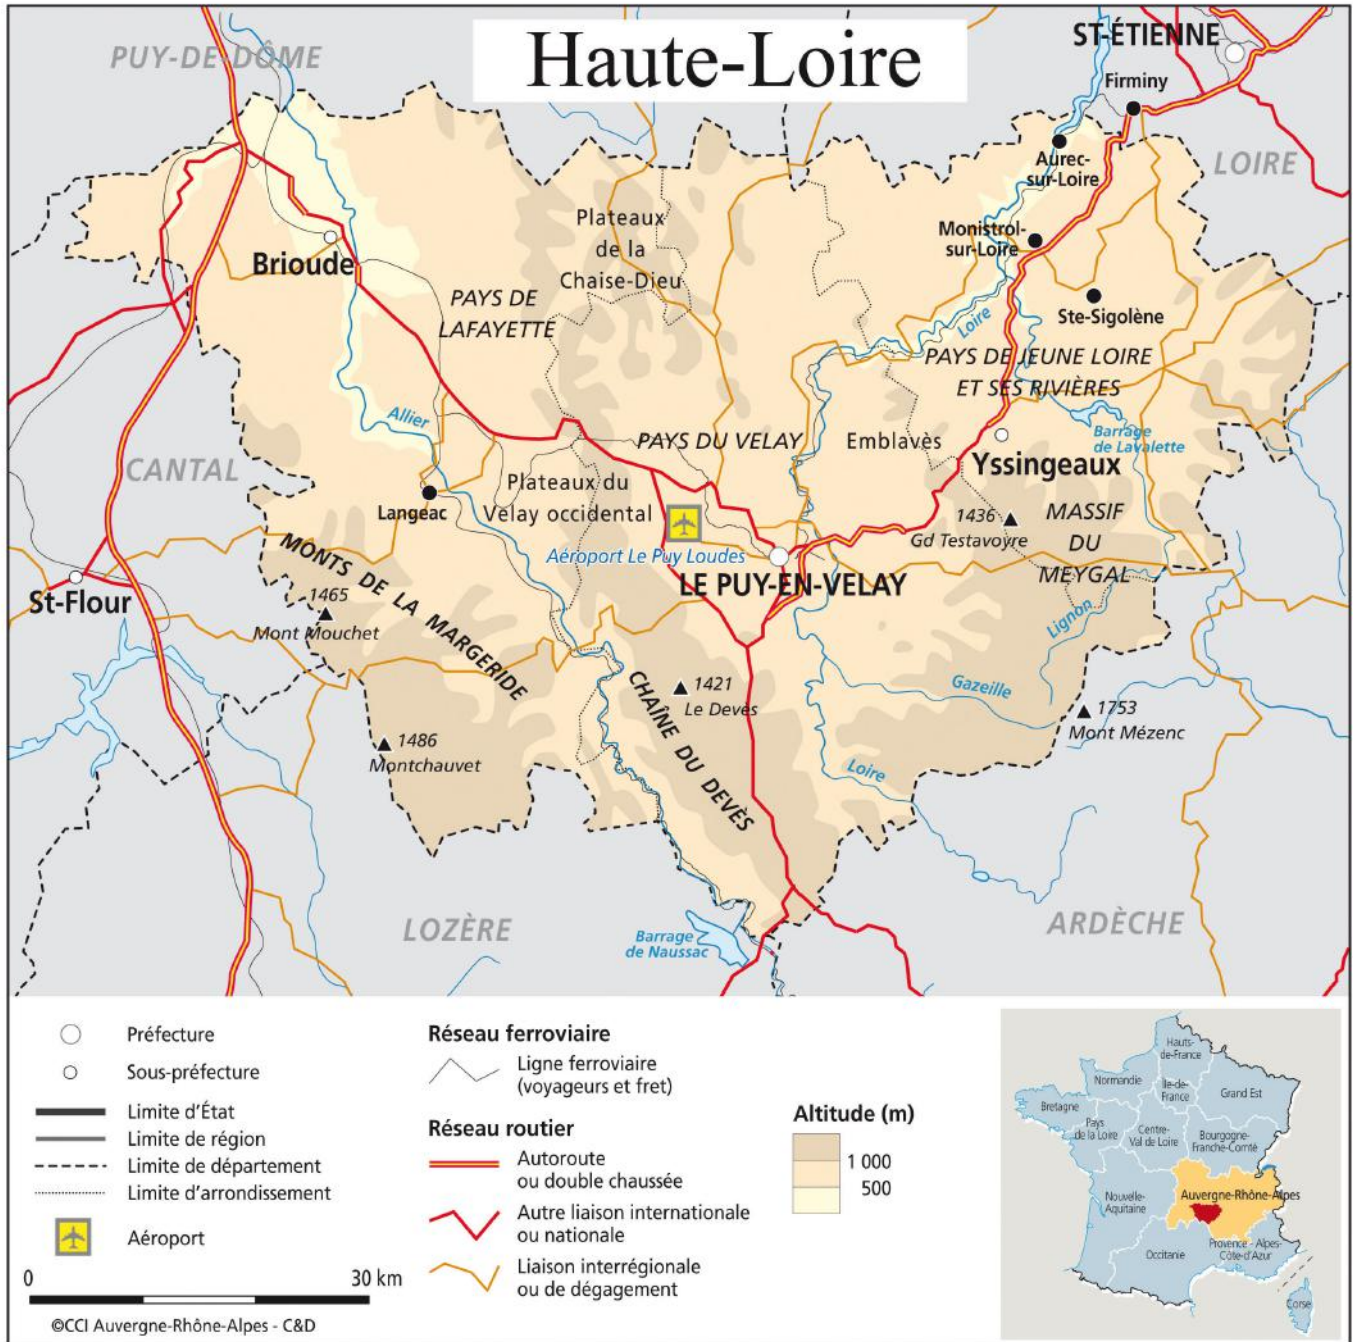 PUY-DE-DÔME
Haute-Loire
ST-ÉTIENNE
Firminy
LOIRE
Aurec-
sur-Loire
Monistrol-
sur-Loire
Ste-Sigolène
Plateaux
de la
Chaise-Dieu
Brioude
PAYS DE
LAFAYETTE
Loire
PAYS DE JEUNE LOIRE
ET SES RIVIÈRES
Allier
PAYS DU VELAY
Emblavès
Barrage
de Lavalette
Yssingeaux
CANTAL
Langeac
Plateaux du
Velay occidental
1436
Gd Testavoyre
MASSIF
DU
MEYGAL
Aéroport Le Puy Loudes
LE PUY-EN-VELAY
St-Flour
MONTS DE LA MARGERIDE
1465
Mont Mouchet
Lignon
Gazeille
CHAÎNE DU DEVÈS
1421
Le Devès
1753
Mont Mézenc
1486
Montchauvet
Loire
LOZÈRE
Barrage
de Naussac
ARDÈCHE
Préfecture
Sous-préfecture
Limite d'État
Limite de région
Limite de département
Limite d'arrondissement
Aéroport
0 30 km
©CCI Auvergne-Rhône-Alpes - C&D
Réseau ferroviaire
Ligne ferroviaire
(voyageurs et fret)
Réseau routier
Autoroute
ou double chaussée
Autre liaison internationale
ou nationale
Liaison interrégionale
ou de dégagement
Altitude (m)
1 000
500
Hauts-
de-France
Normandie
Île-de-
France
Grand Est
Bretagne
Pays
de la Loire
Centre-
Val de Loire
Bourgogne-
Franche-Comté
Nouvelle-
Aquitaine
Auvergne-Rhône-Alpes
Occitanie
Provence - Alpes-
Côte-d'Azur
Corse